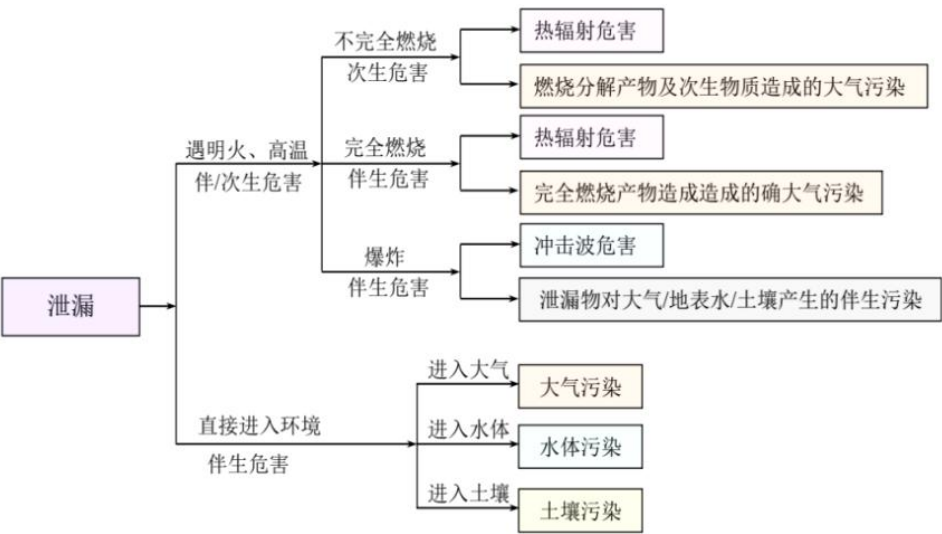 不完全燃烧
次生危害
热辐射危害
燃烧分解产物及次生物质造成的大气污染
遇明火、高温
伴/次生危害
完全燃烧
伴生危害
热辐射危害
完全燃烧产物造成造成的确大气污染
爆炸
伴生危害
冲击波危害
泄漏物对大气/地表水/土壤产生的伴生污染
泄漏
直接进入环境
伴生危害
进入大气
大气污染
进入水体
水体污染
进入土壤
土壤污染